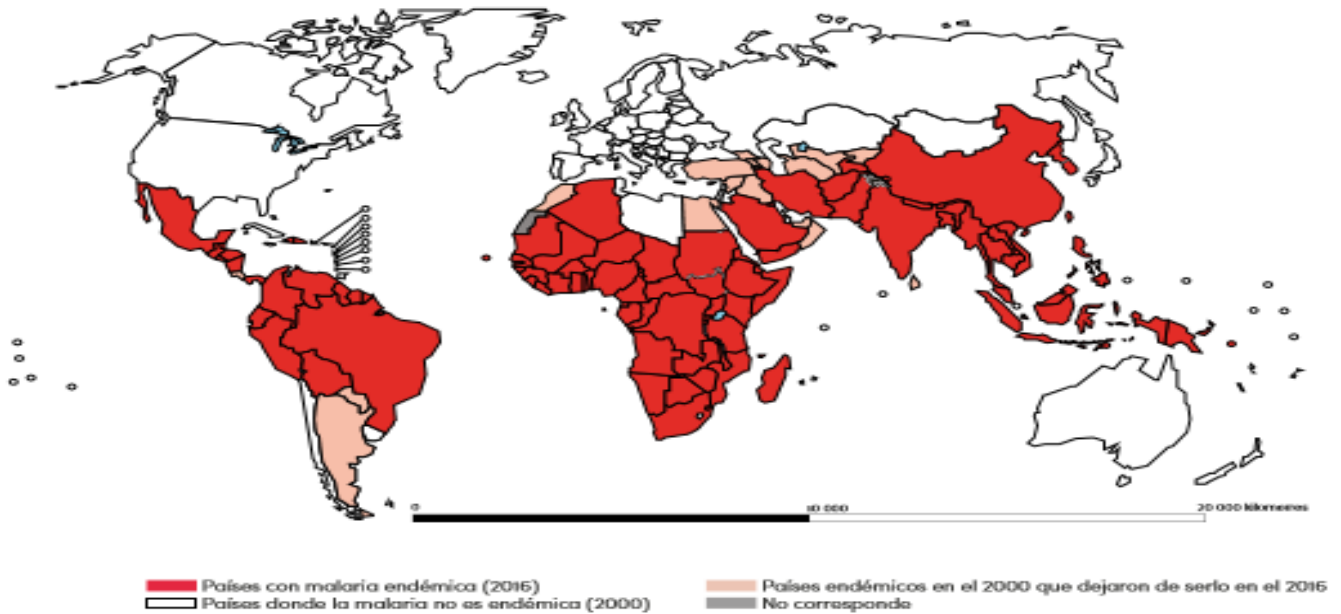 0 10 000 20 000 kilometres
Países con malaria endémica (2016)
Países endémicos en el 2000 que dejaron de serlo en el 2016
Países donde la malaria no es endémica (2000)
No corresponde